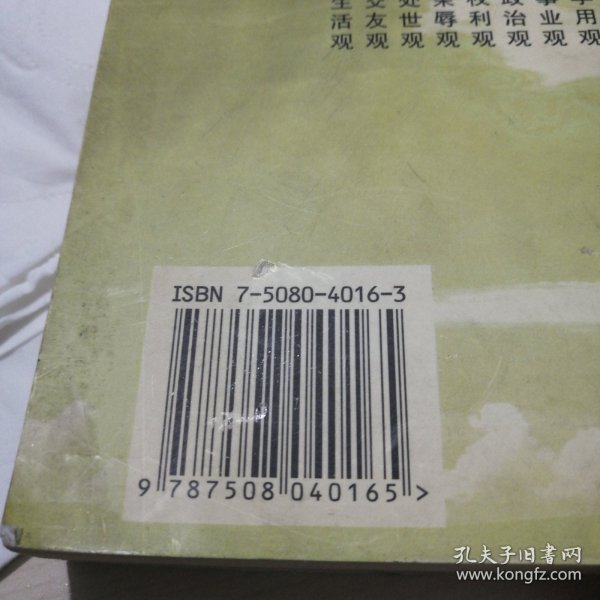 生交处荣权政事学
活友世辱利治业用
观观观观观观观观
ISBN 7-5080-4016-3
9 787508 040165 >
孔夫子旧书网
www.kongfz.com